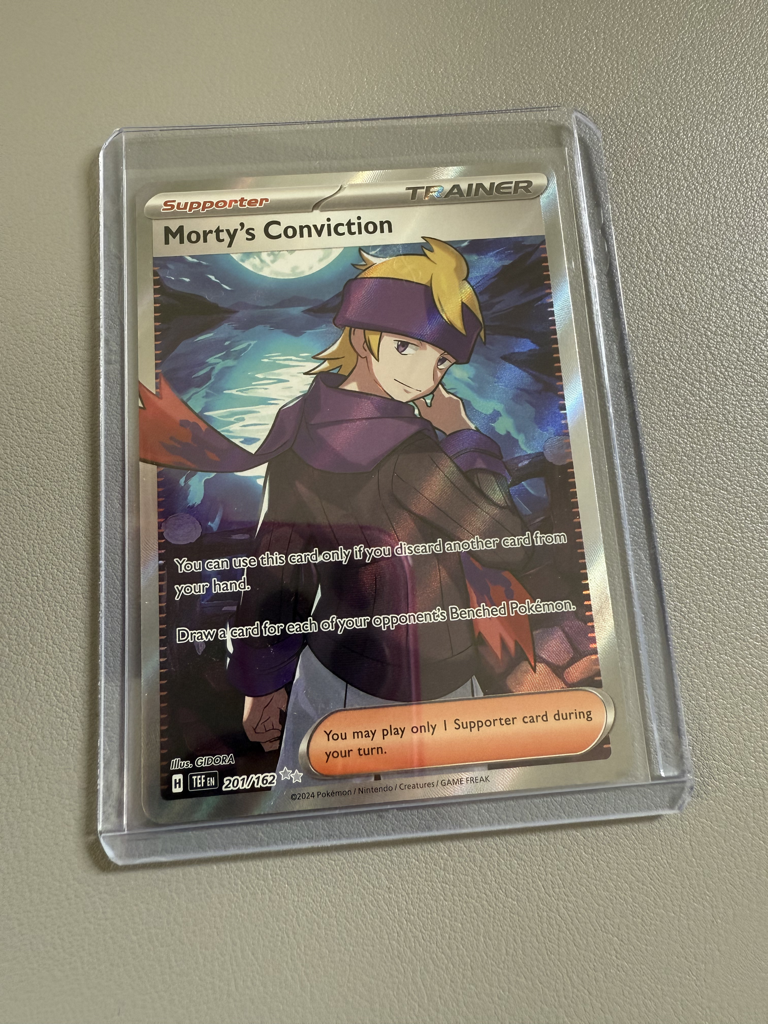 Supporter
TRAINER
Morty's Conviction
You can use this card only if you discard another card from
your hand.
Draw a card for each of your opponent's Benched Pokémon.
You may play only 1 Supporter card during
your turn.
Illus. GIDORA
H TEF EN 201/162
©2024 Pokémon / Nintendo / Creatures / GAME FREAK